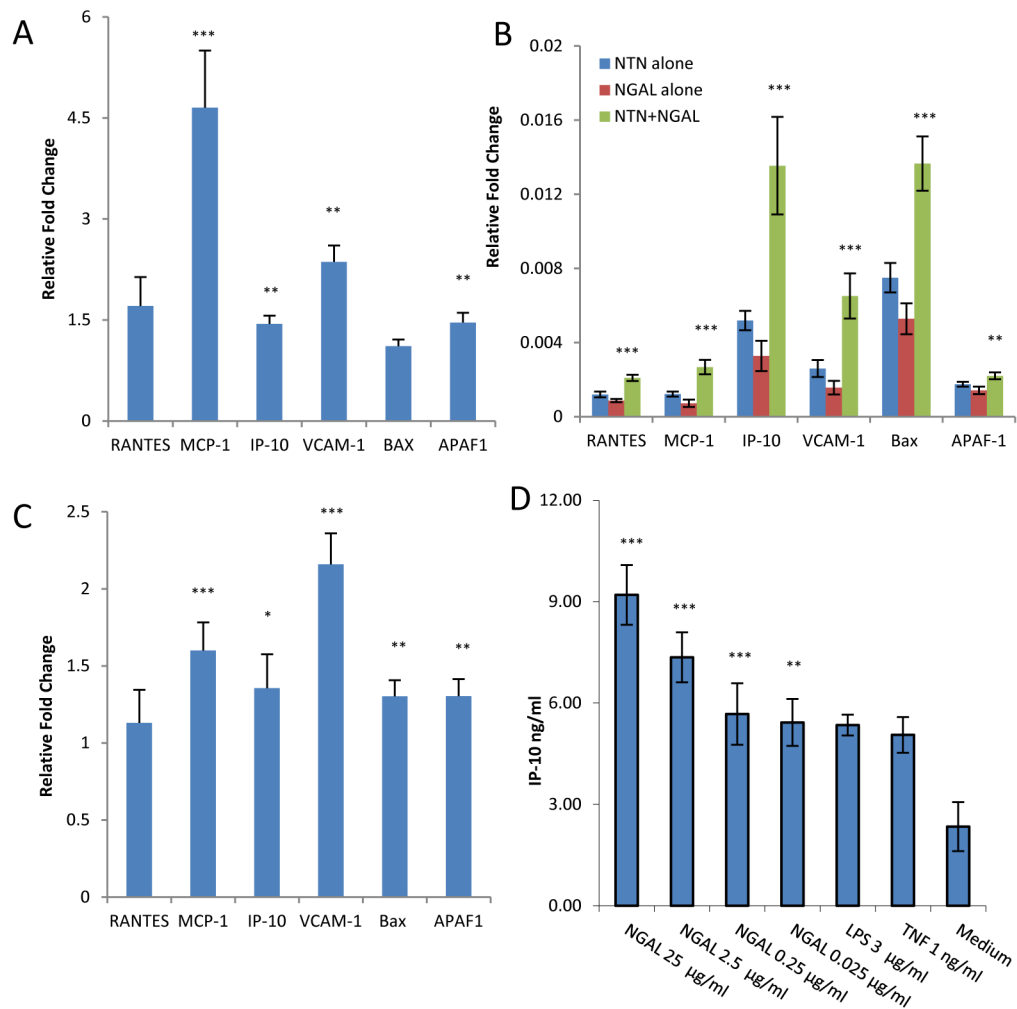 A
Relative Fold Change
6
4.5
3
1.5
0
***
**
**
**
RANTES MCP-1 IP-10 VCAM-1 BAX APAF1
B
Relative Fold Change
0.02
0.016
0.012
0.008
0.004
0
NTN alone
NGAL alone
NTN+NGAL
***
***
***
***
***
**
RANTES MCP-1 IP-10 VCAM-1 Bax APAF-1
C
Relative Fold Change
2.5
2
1.5
1
0.5
0
***
*
***
**
**
RANTES MCP-1 IP-10 VCAM-1 Bax APAF1
D
IP-10 ng/ml
12.00
9.00
6.00
3.00
0.00
***
***
***
**
NGAL 25 µg/ml
NGAL 2.5 µg/ml
NGAL 0.25 µg/ml
NGAL 0.025 µg/ml
LPS 3 µg/ml
TNF 1 ng/ml
Medium